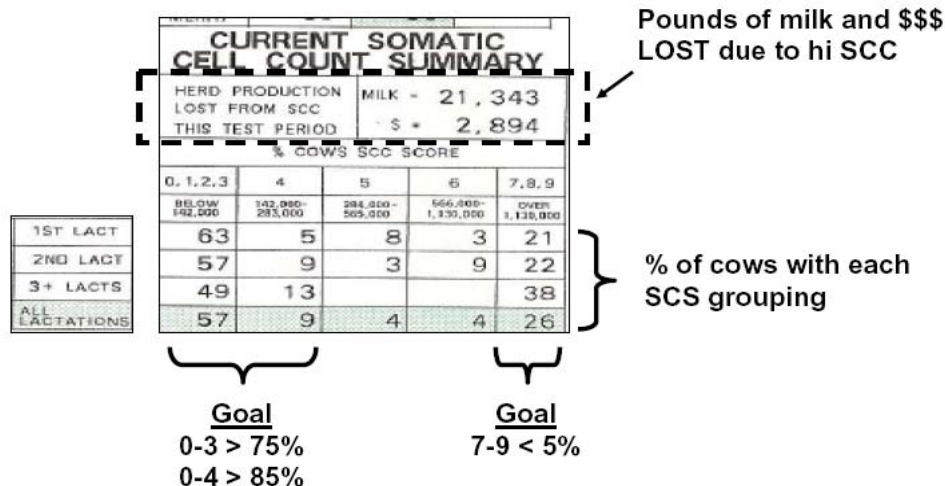 Pounds of milk and $$$
LOST due to hi SCC
CURRENT SOMATIC
CELL COUNT SUMMARY
HERD PRODUCTION
LOST FROM SCC
THIS TEST PERIOD
MILK - 21,343
$ - 2,894
% COWS SCC SCORE
0,1,2,3 4 5 6 7,8,9
BELOW 142,000 142,000-283,000 284,000-565,000 566,000-1,130,000 OVER 1,130,000
1ST LACT 63 5 8 3 21
2ND LACT 57 9 3 9 22
3+ LACTS 49 13 38
ALL LACTATIONS 57 9 4 4 26
% of cows with each
SCS grouping
Goal
0-3 > 75%
0-4 > 85%
Goal
7-9 < 5%